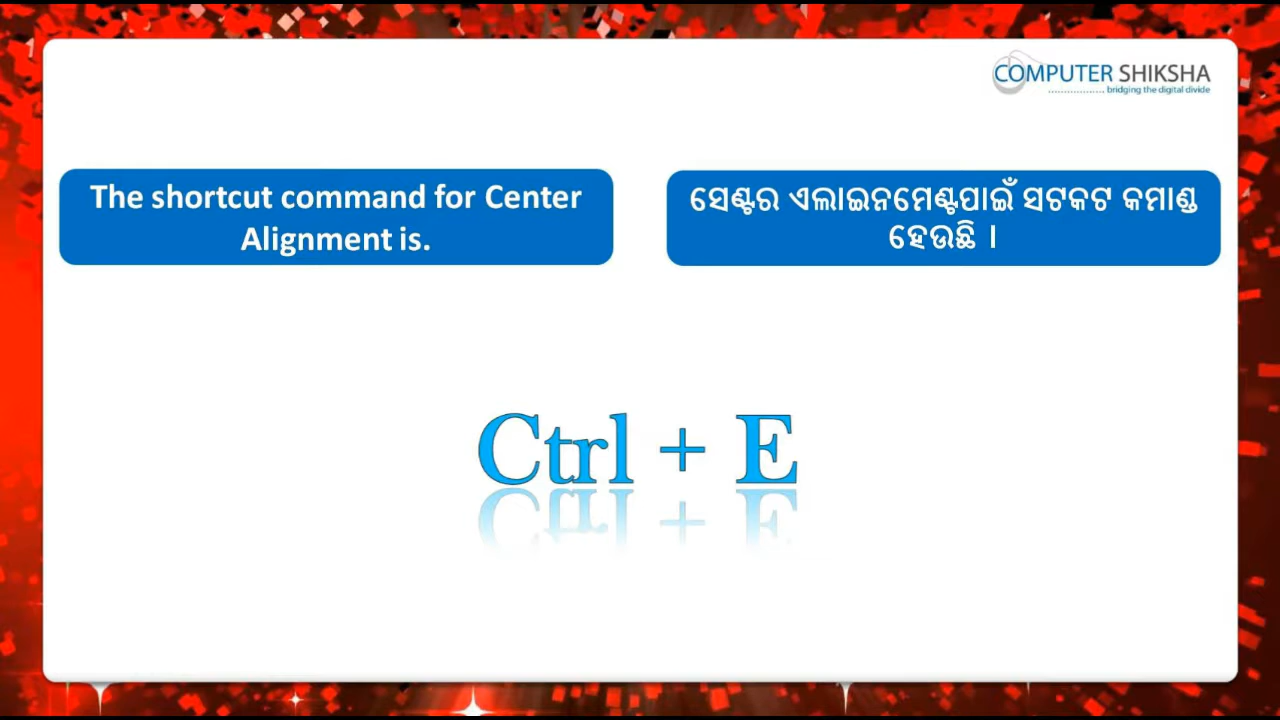 COMPUTER SHIKSHA
bridging the digital divide
The shortcut command for Center
Alignment is.
ସେଣ୍ଟର ଏଲାଇନମେଣ୍ଟପାଇଁ ସଟକଟ କମାଣ୍ଡ
ହେଉଛି ।
Ctrl + E